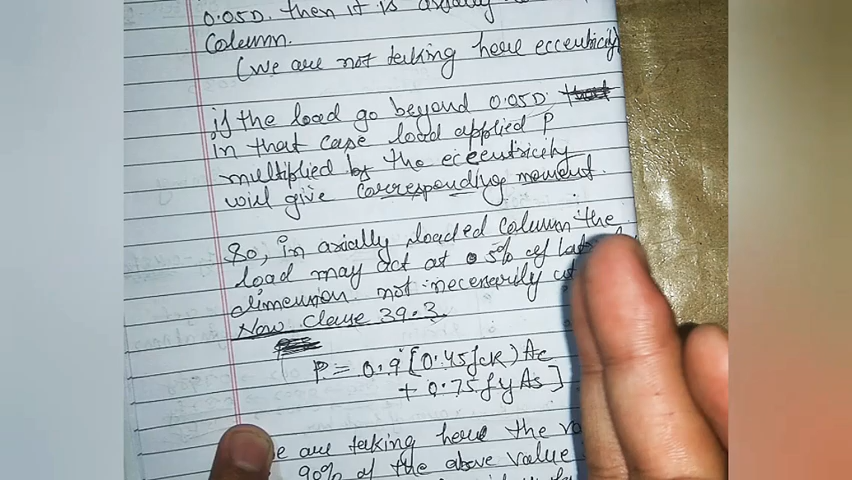 0.05D. then it is axially
Column.
(we are not taking here eccentricity)
if the load go beyond 0.05D
in that case load applied P
multiplied by the eccentricity
will give corresponding moment.
So, in axially loaded column the
load may act at 5% of
dimension not necessarily
Now Clause 39.3
P = 0.9 [0.45fck) Ac
+ 0.75 fy As]
are taking here the
90% of the above value